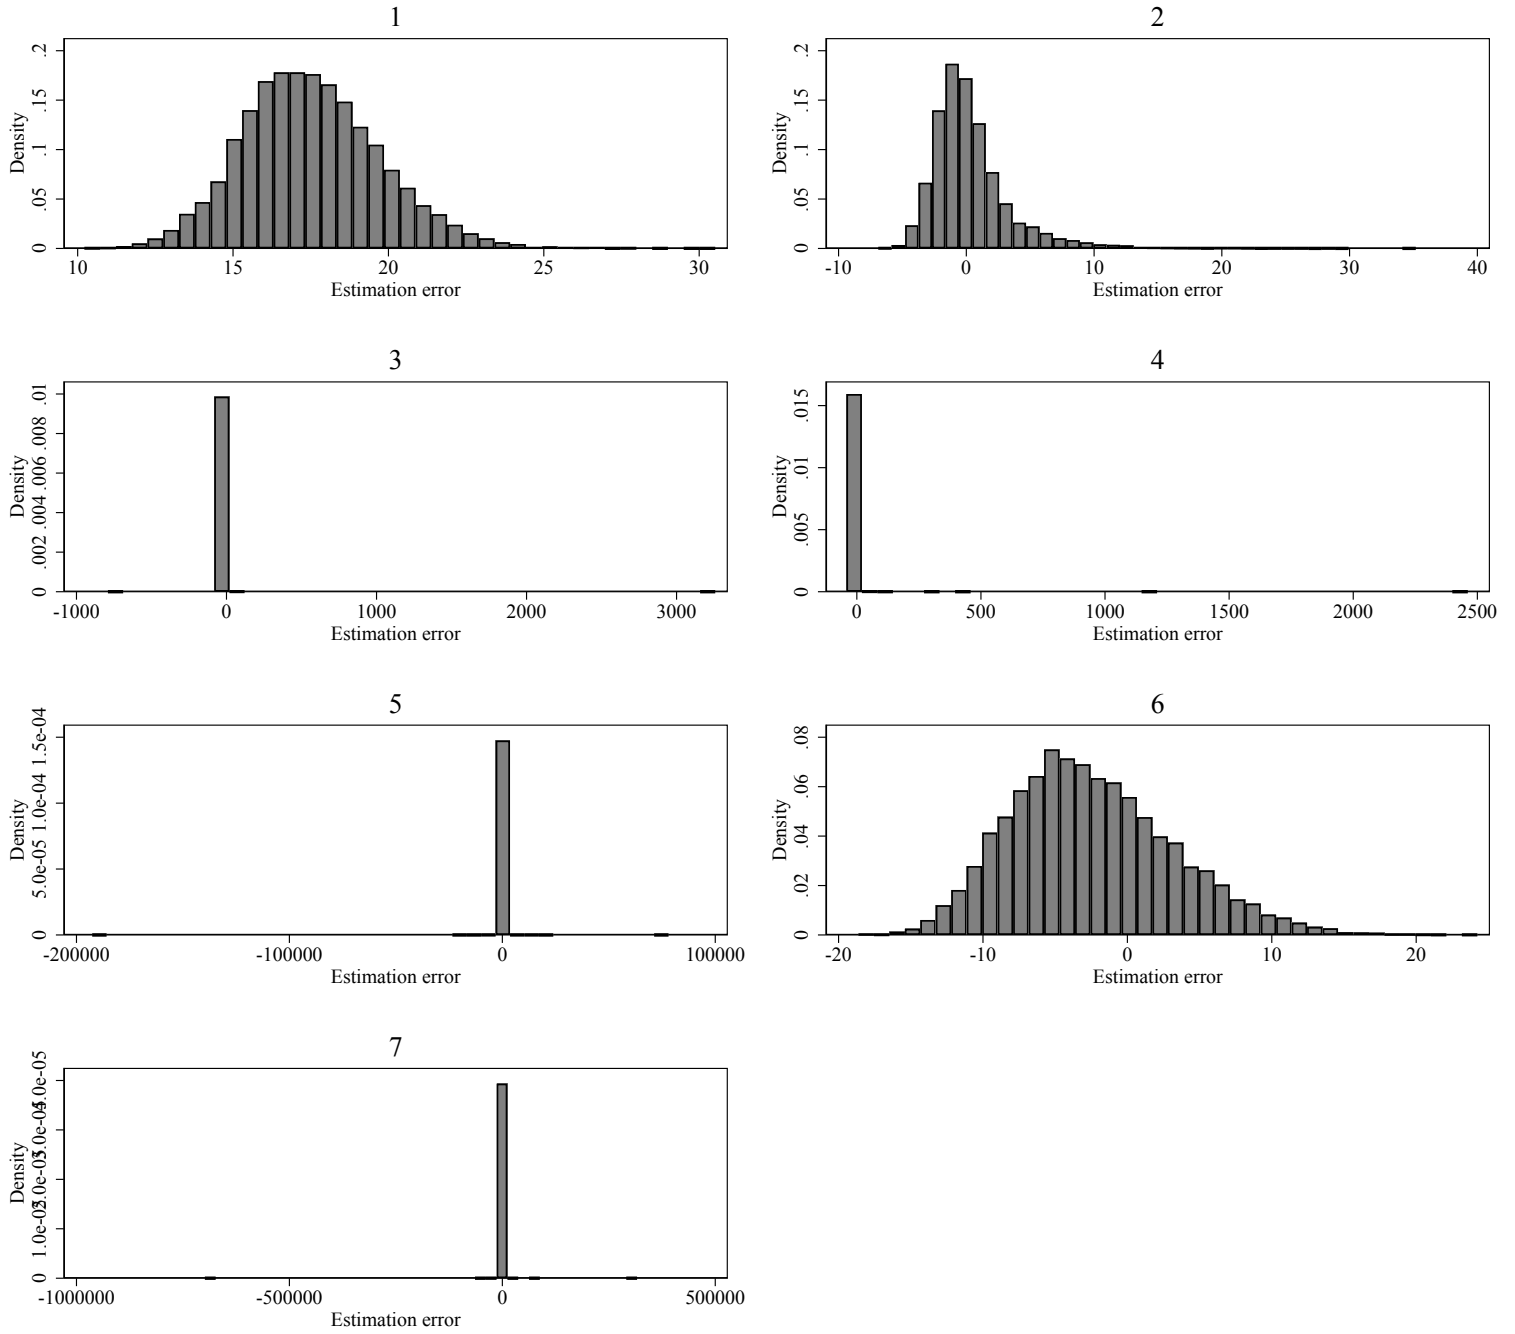 1
Density
0 .05 .1 .15 .2
10 15 20 25 30
Estimation error
2
Density
0 .05 .1 .15 .2
-10 0 10 20 30 40
Estimation error
3
Density
0 .002 .004 .006 .008 .01
-1000 0 1000 2000 3000
Estimation error
4
Density
0 .005 .01 .015
0 500 1000 1500 2000 2500
Estimation error
5
Density
0 5.0e-05 1.0e-04 1.5e-04
-200000 -100000 0 100000
Estimation error
6
Density
0 .02 .04 .06 .08
-20 -10 0 10 20
Estimation error
7
Density
0
-1000000 -500000 0 500000
Estimation error